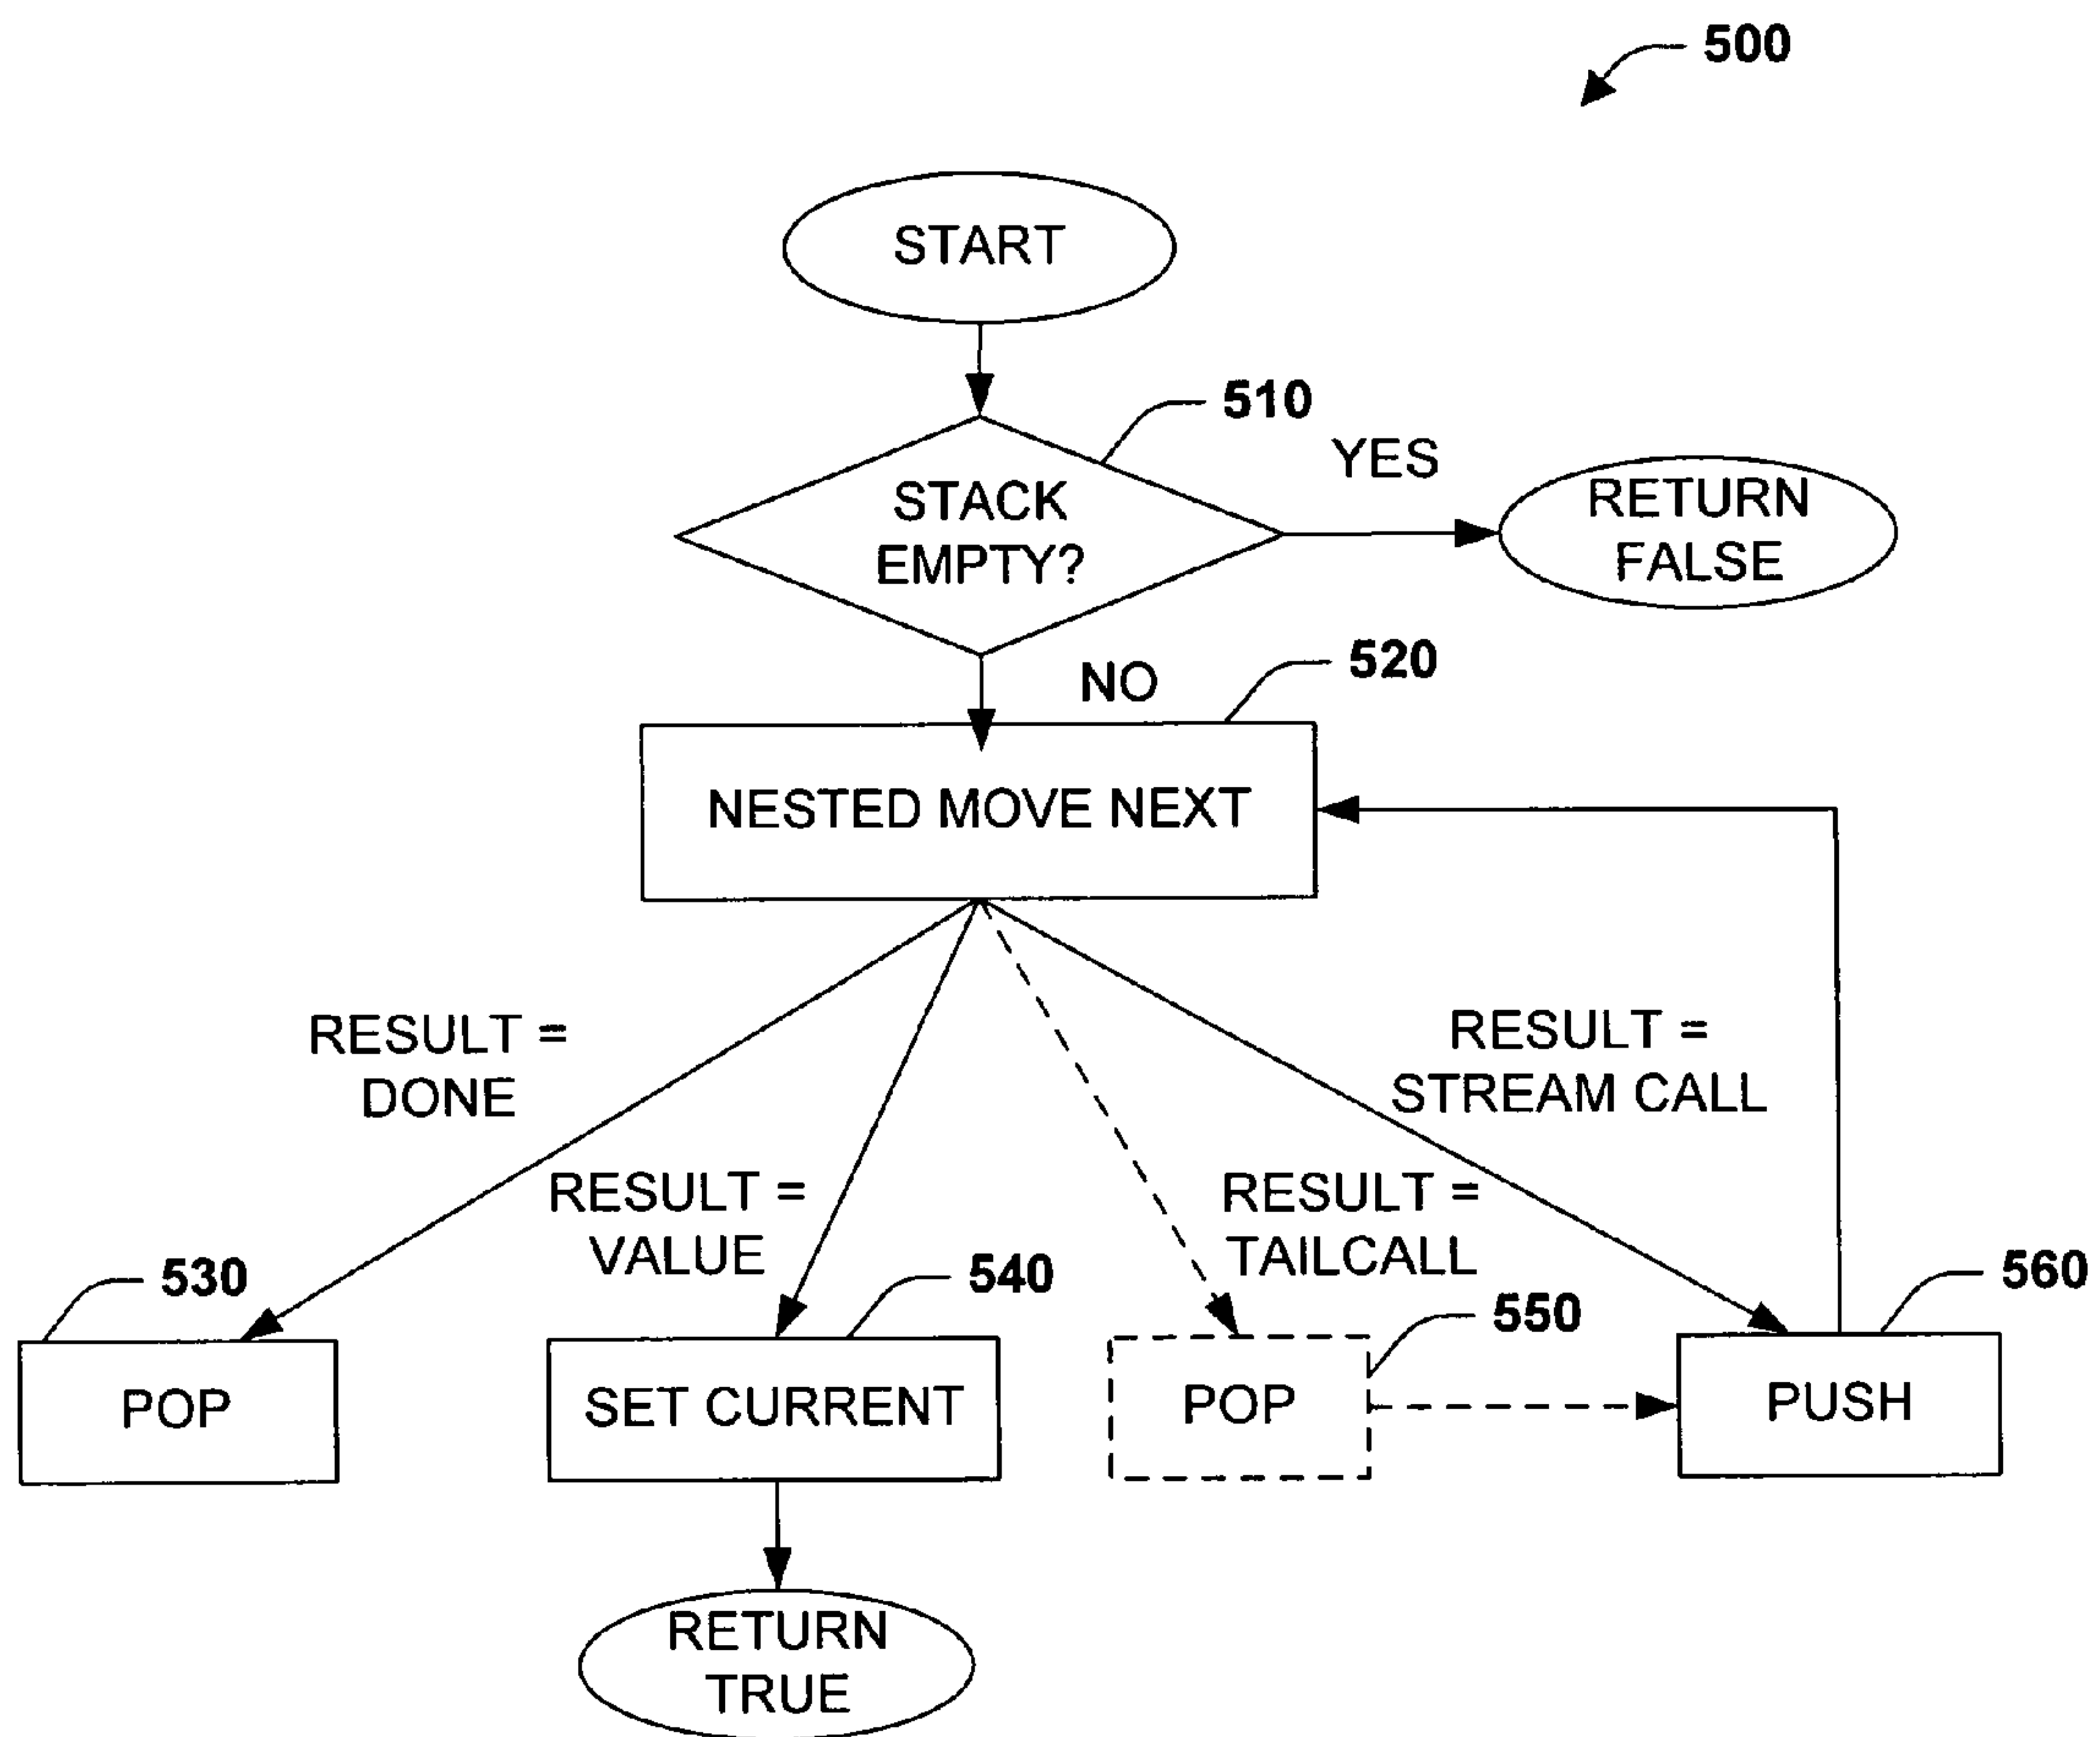 500
START
510
YES
STACK
EMPTY?
RETURN
FALSE
NO
520
NESTED MOVE NEXT
RESULT =
DONE
RESULT =
STREAM CALL
RESULT =
VALUE
RESULT =
TAILCALL
530
540
550
560
POP
SET CURRENT
POP
PUSH
RETURN
TRUE